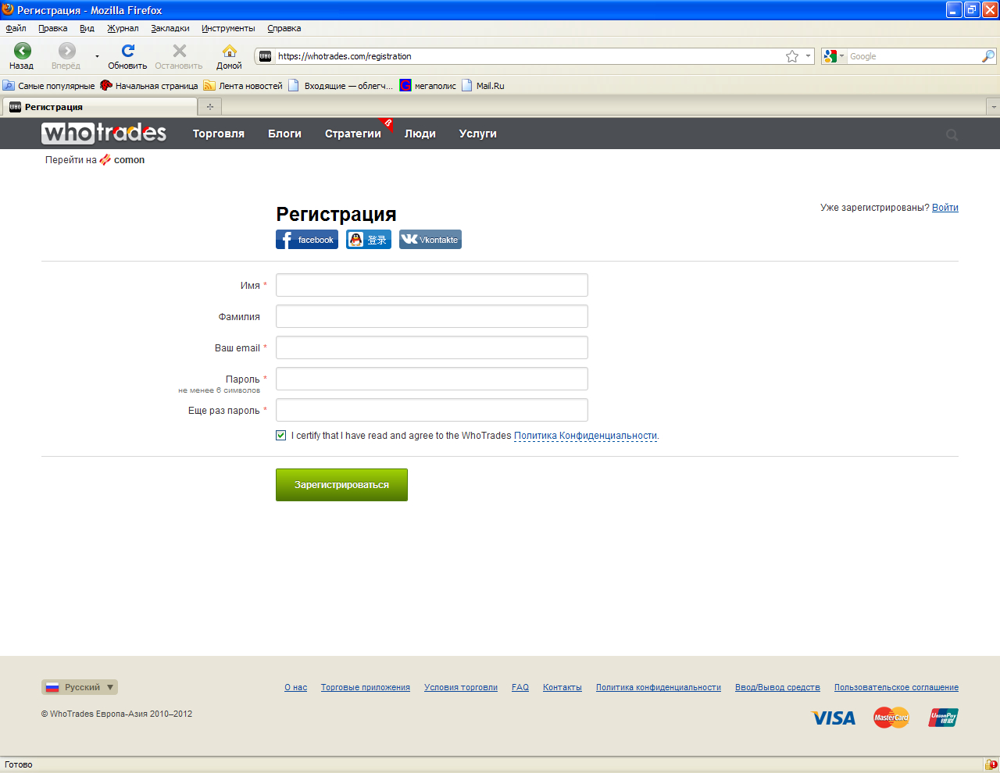 Регистрация - Mozilla Firefox
Файл Правка Вид Журнал Закладки Инструменты Справка
Назад Вперёд Обновить Остановить Домой
WHO https://whotrades.com/registration Google
Самые популярные Начальная страница Лента новостей Входящие — облегч... мегаполис Mail.Ru
WHO Регистрация
whotrades Торговля Блоги Стратегии β Люди Услуги
Перейти на comon
Регистрация
Уже зарегистрированы? Войти
facebook 登录 Vkontakte
Имя *
Фамилия
Ваш email *
Пароль *
не менее 6 символов
Еще раз пароль *
I certify that I have read and agree to the WhoTrades Политика Конфиденциальности.
Зарегистрироваться
Русский
О нас Торговые приложения Условия торговли FAQ Контакты Политика конфиденциальности Ввод/Вывод средств Пользовательское соглашение
© WhoTrades Европа-Азия 2010–2012
VISA MasterCard UnionPay 银联
Готово